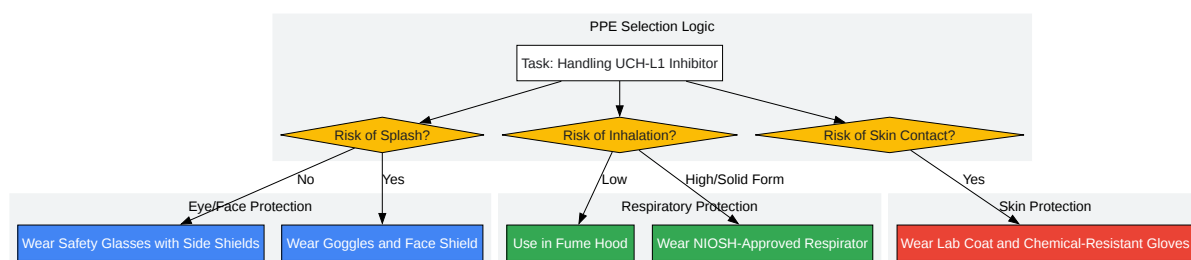 PPE Selection Logic
Task: Handling UCH-L1 Inhibitor
Risk of Splash?
Risk of Inhalation?
Risk of Skin Contact?
No
Yes
Low
High/Solid Form
Yes
Eye/Face Protection
Respiratory Protection
Skin Protection
Wear Safety Glasses with Side Shields
Wear Goggles and Face Shield
Use in Fume Hood
Wear NIOSH-Approved Respirator
Wear Lab Coat and Chemical-Resistant Gloves